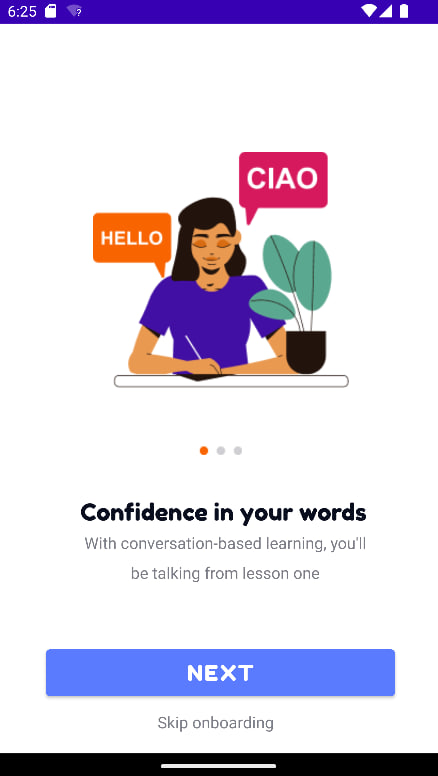 6:25
CIAO
HELLO
Confidence in your words
With conversation-based learning, you'll
be talking from lesson one
NEXT
Skip onboarding